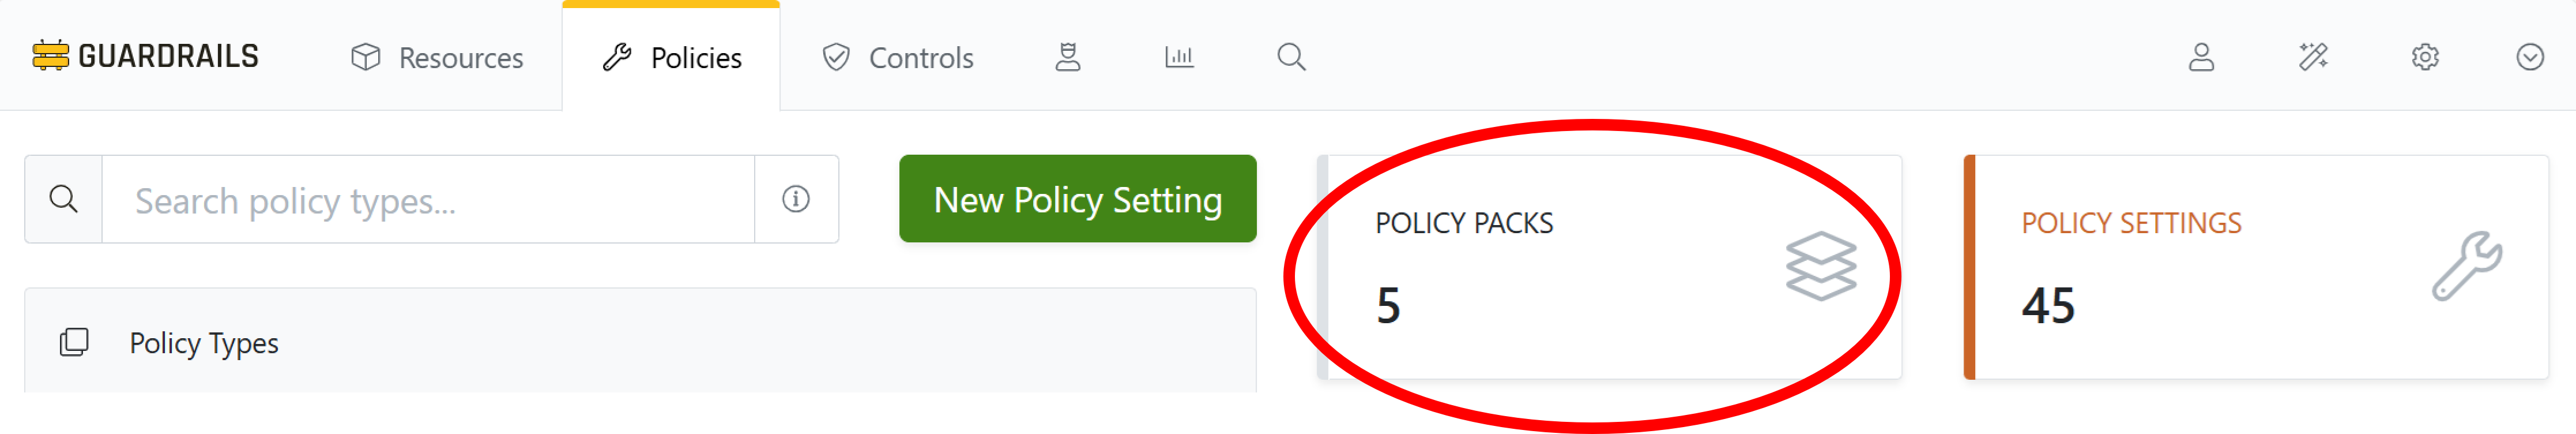 GUARDRAILS
Resources
Policies
Controls
Search policy types...
New Policy Setting
POLICY PACKS
5
POLICY SETTINGS
45
Policy Types